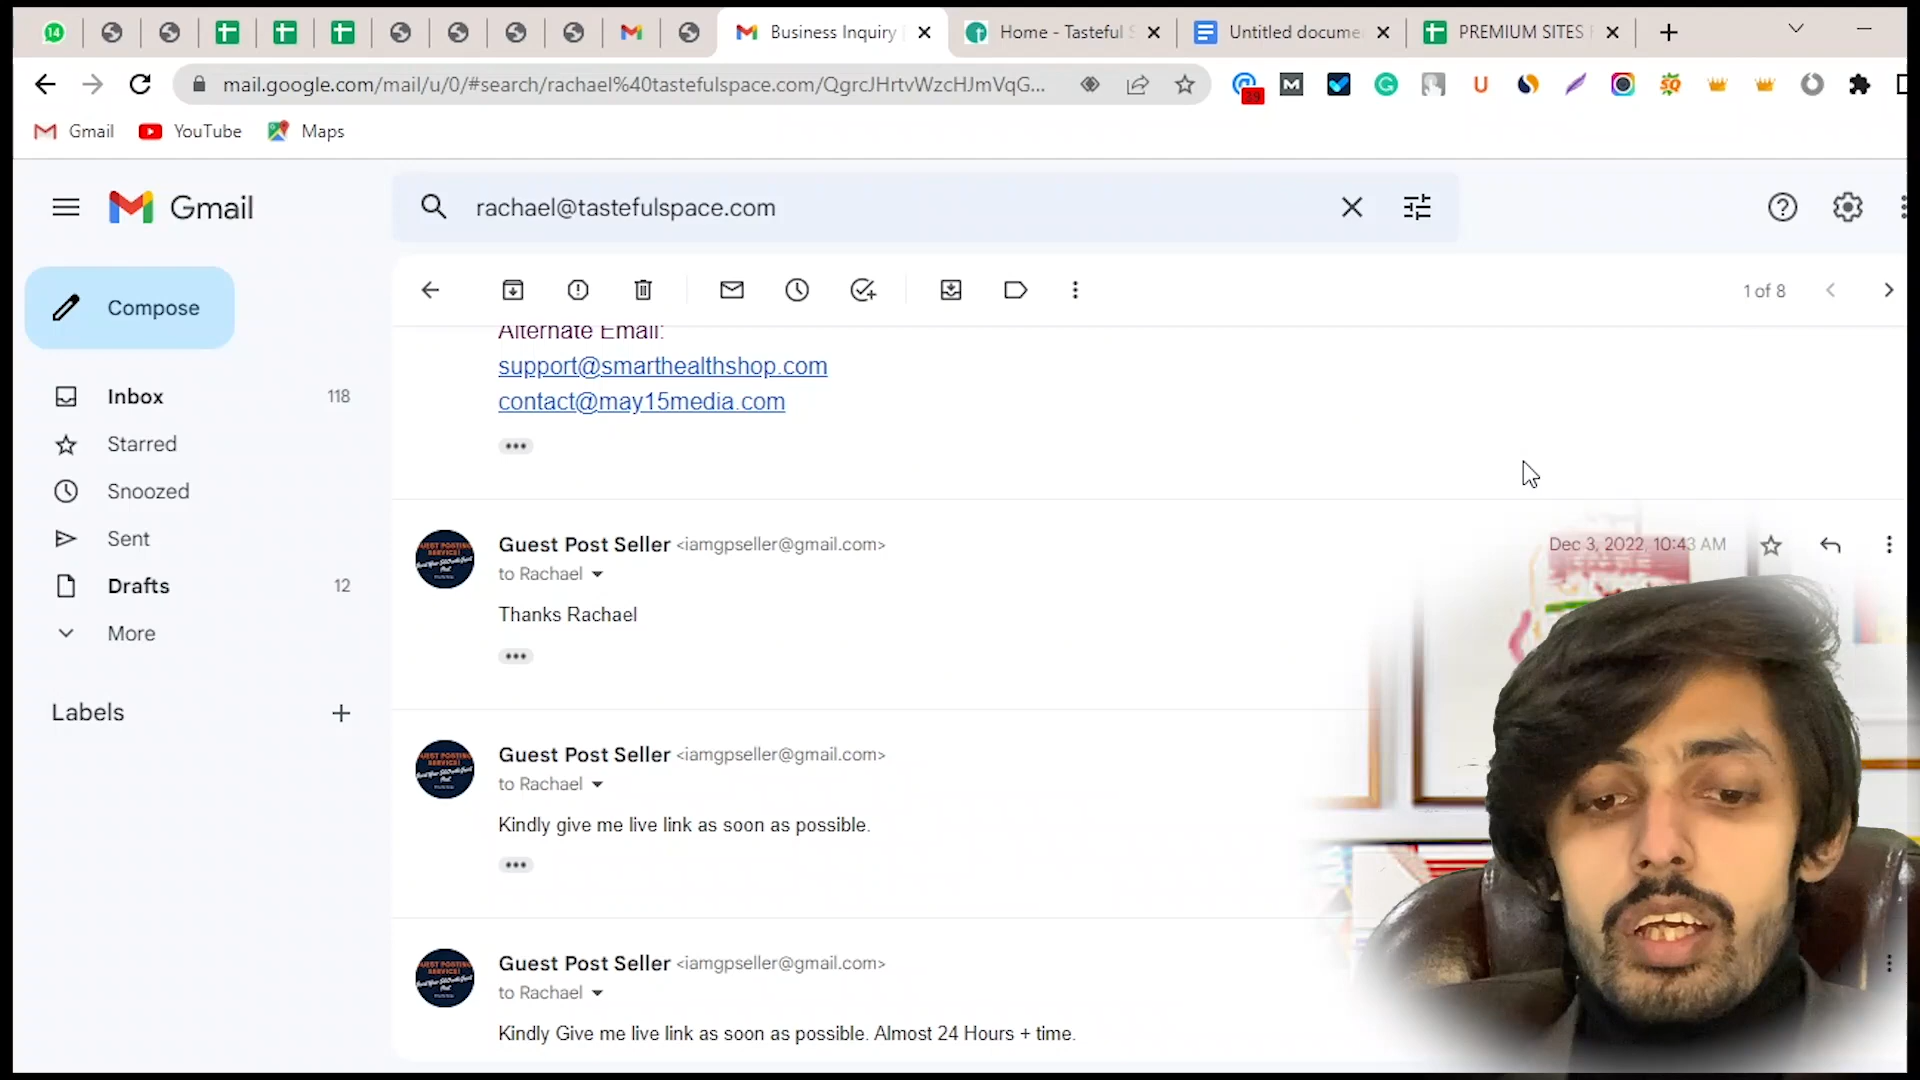 14
Business Inquiry
Home - Tasteful S
Untitled docume
PREMIUM SITES
mail.google.com/mail/u/0/#search/rachael%40tastefulspace.com/QgrcJHrtvWzcHJmVqG...
39
Gmail
YouTube
Maps
Gmail
rachael@tastefulspace.com
Compose
1 of 8
Inbox 118
Starred
Snoozed
Sent
Drafts 12
More
Labels
Alternate Email:
support@smarthealthshop.com
contact@may15media.com
Guest Post Seller <iamgpseller@gmail.com>
Dec 3, 2022, 10:43 AM
to Rachael
Thanks Rachael
Guest Post Seller <iamgpseller@gmail.com>
to Rachael
Kindly give me live link as soon as possible.
Guest Post Seller <iamgpseller@gmail.com>
to Rachael
Kindly Give me live link as soon as possible. Almost 24 Hours + time.